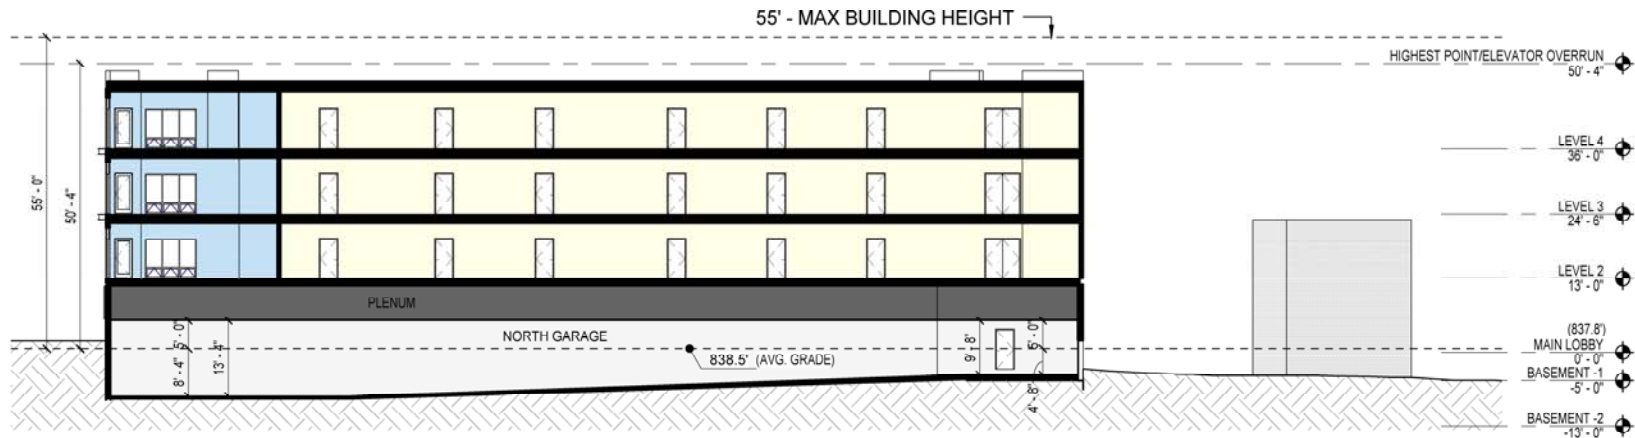 55' - MAX BUILDING HEIGHT
HIGHEST POINT/ELEVATOR OVERRUN
50' - 4"
LEVEL 4
36' - 0"
55' - 0"
50' - 4"
LEVEL 3
24' - 6"
LEVEL 2
13' - 0"
PLENUM
NORTH GARAGE
5' - 0"
8' - 4"
13' - 4"
838.5' (AVG. GRADE)
9' - 8"
5' - 0"
4' - 8"
(837.8')
MAIN LOBBY
0' - 0"
BASEMENT -1
-5' - 0"
BASEMENT -2
-13' - 0"